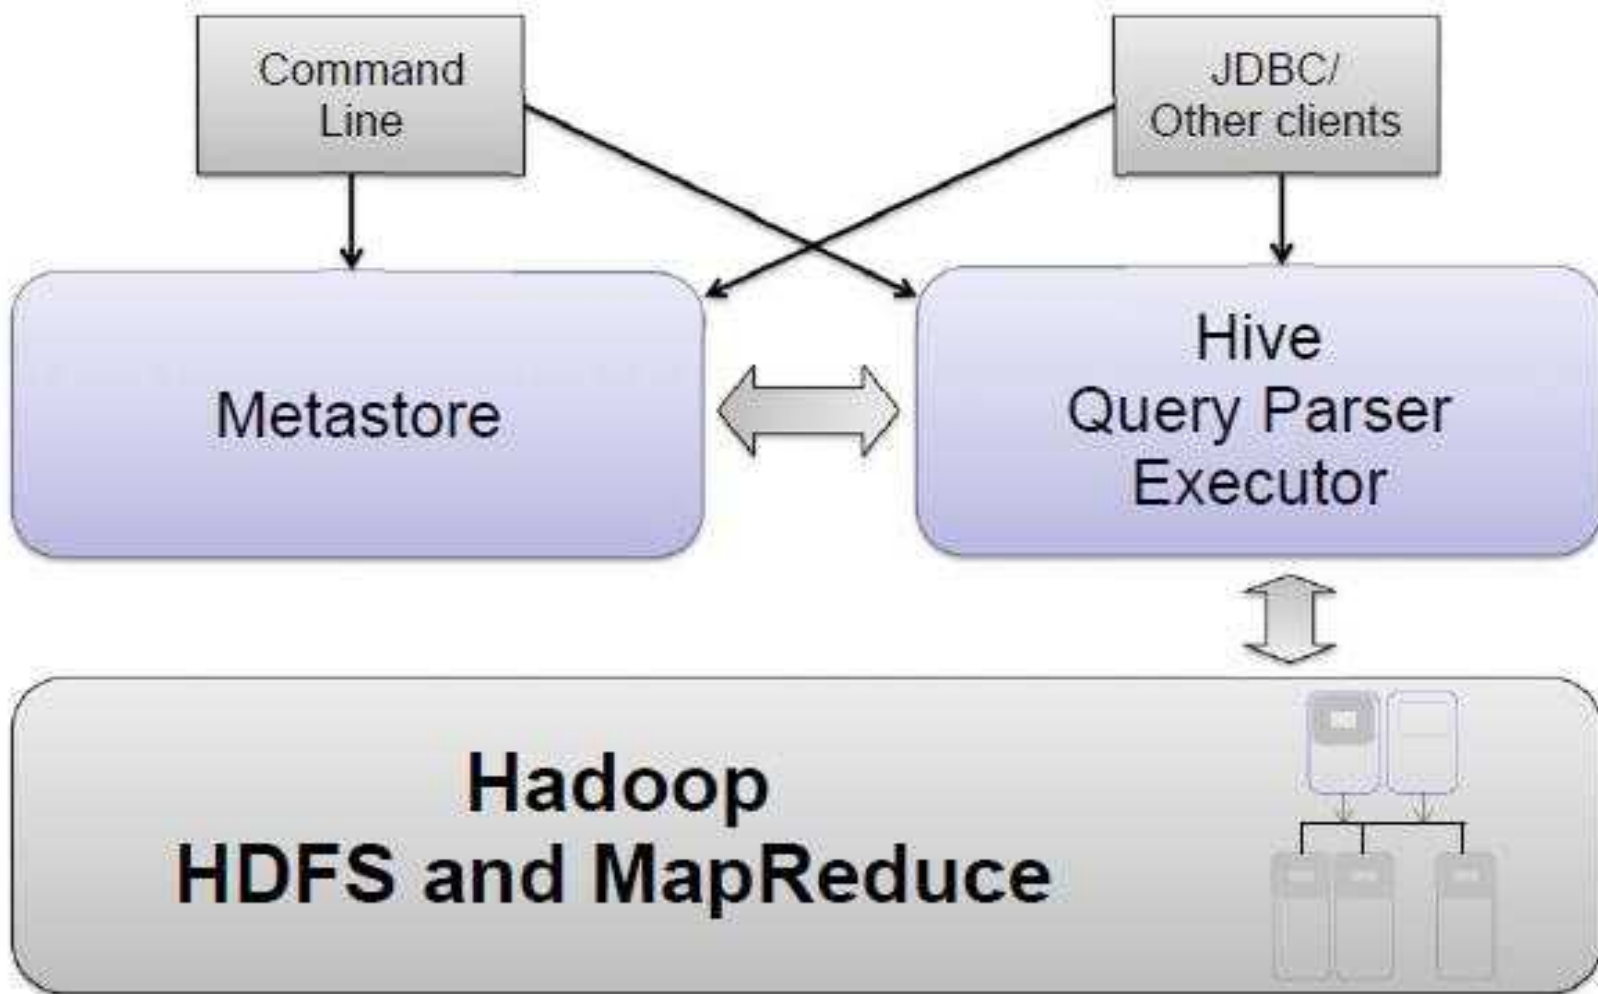 Command
Line
JDBC/
Other clients
Metastore
Hive
Query Parser
Executor
Hadoop
HDFS and MapReduce